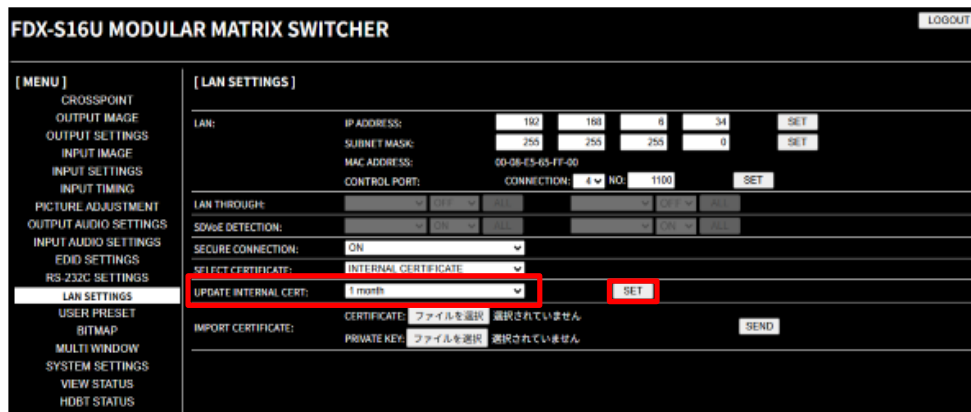 FDX-S16U MODULAR MATRIX SWITCHER
LOGOUT
[ MENU ]
CROSSPOINT
OUTPUT IMAGE
OUTPUT SETTINGS
INPUT IMAGE
INPUT SETTINGS
INPUT TIMING
PICTURE ADJUSTMENT
OUTPUT AUDIO SETTINGS
INPUT AUDIO SETTINGS
EDID SETTINGS
RS-232C SETTINGS
LAN SETTINGS
USER PRESET
BITMAP
MULTI WINDOW
SYSTEM SETTINGS
VIEW STATUS
HDBT STATUS
[ LAN SETTINGS ]
LAN: IP ADDRESS: 192 168 6 34 SET
SUBNET MASK: 255 255 255 0 SET
MAC ADDRESS: 00-08-E5-65-FF-00
CONTROL PORT: CONNECTION: 4 NO: 1100 SET
LAN THROUGH: OFF ALL OFF ALL
SDVoE DETECTION: ON ALL ON ALL
SECURE CONNECTION: ON
SELECT CERTIFICATE: INTERNAL CERTIFICATE
UPDATE INTERNAL CERT: 1 month SET
IMPORT CERTIFICATE: CERTIFICATE: ファイルを選択 選択されていません SEND
PRIVATE KEY: ファイルを選択 選択されていません